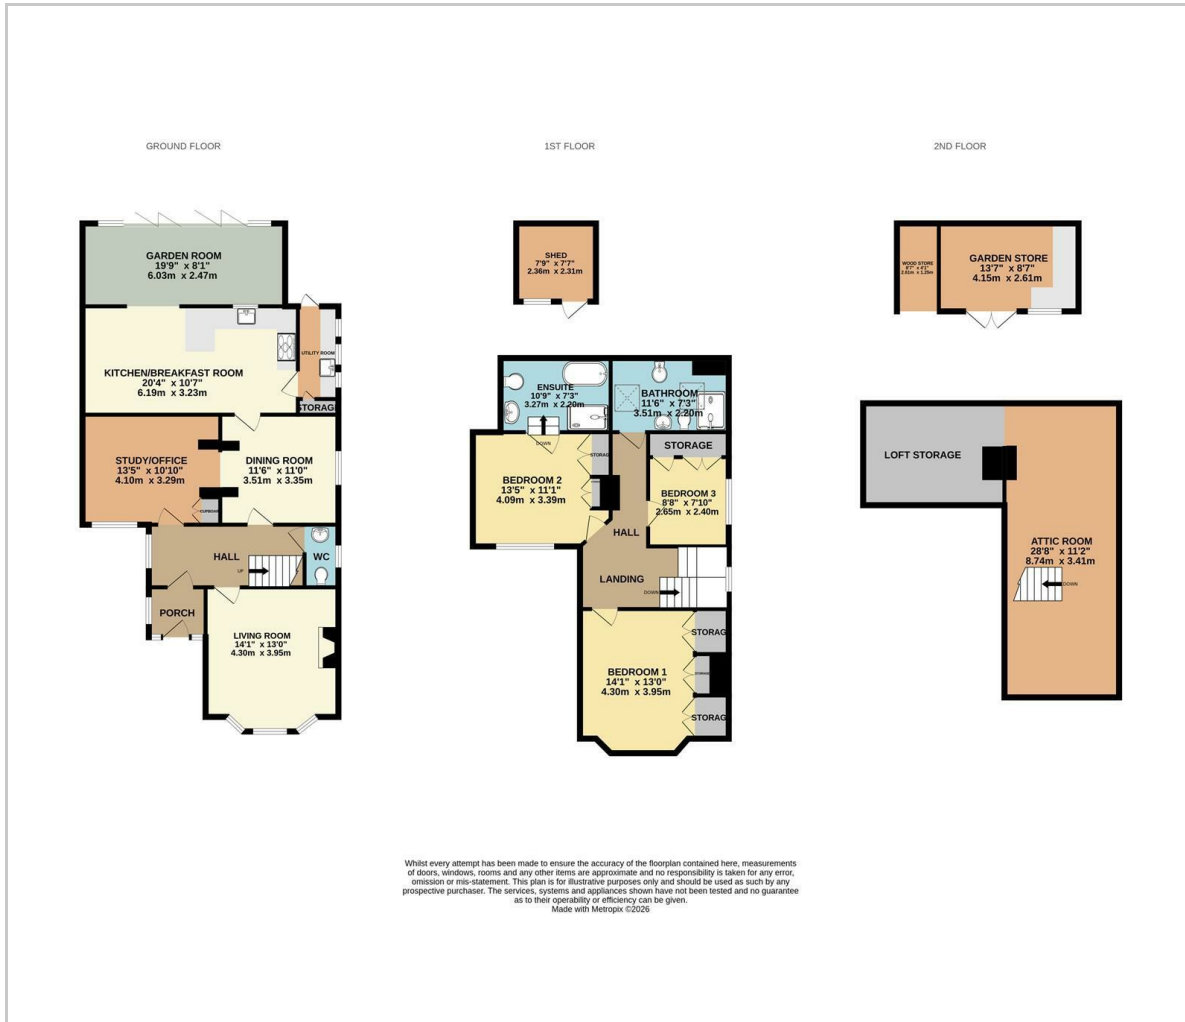 GROUND FLOOR
GARDEN ROOM
19'9" x 8'1"
6.03m x 2.47m
UTILITY ROOM
KITCHEN/BREAKFAST ROOM
20'4" x 10'7"
6.19m x 3.23m
STORAGE
STUDY/OFFICE
13'5" x 10'10"
4.10m x 3.29m
DINING ROOM
11'6" x 11'0"
3.51m x 3.35m
CUPBOARD
HALL
UP
WC
PORCH
LIVING ROOM
14'1" x 13'0"
4.30m x 3.95m
1ST FLOOR
SHED
7'9" x 7'7"
2.36m x 2.31m
ENSUITE
10'9" x 7'3"
3.27m x 2.20m
DOWN
BATHROOM
11'6" x 7'3"
3.51m x 2.20m
STORAGE
STORAG
BEDROOM 2
13'5" x 11'1"
4.09m x 3.39m
BEDROOM 3
8'8" x 7'10"
2.65m x 2.40m
HALL
LANDING
DOWN
STORAG
BEDROOM 1
14'1" x 13'0"
4.30m x 3.95m
STORAGE
STORAG
2ND FLOOR
WOOD STORE
8'7" x 4'1"
2.61m x 1.25m
GARDEN STORE
13'7" x 8'7"
4.15m x 2.61m
LOFT STORAGE
ATTIC ROOM
28'8" x 11'2"
8.74m x 3.41m
DOWN
Whilst every attempt has been made to ensure the accuracy of the floorplan contained here, measurements
of doors, windows, rooms and any other items are approximate and no responsibility is taken for any error,
omission or mis-statement. This plan is for illustrative purposes only and should be used as such by any
prospective purchaser. The services, systems and appliances shown have not been tested and no guarantee
as to their operability or efficiency can be given.
Made with Metropix ©2026